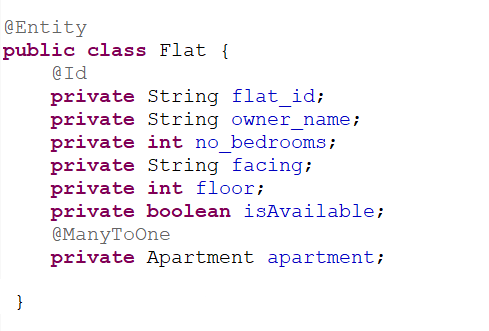 @Entity
public class Flat {
@Id
private String flat_id;
private String owner_name;
private int no_bedrooms;
private String facing;
private int floor;
private boolean isAvailable;
@ManyToOne
private Apartment apartment;
}